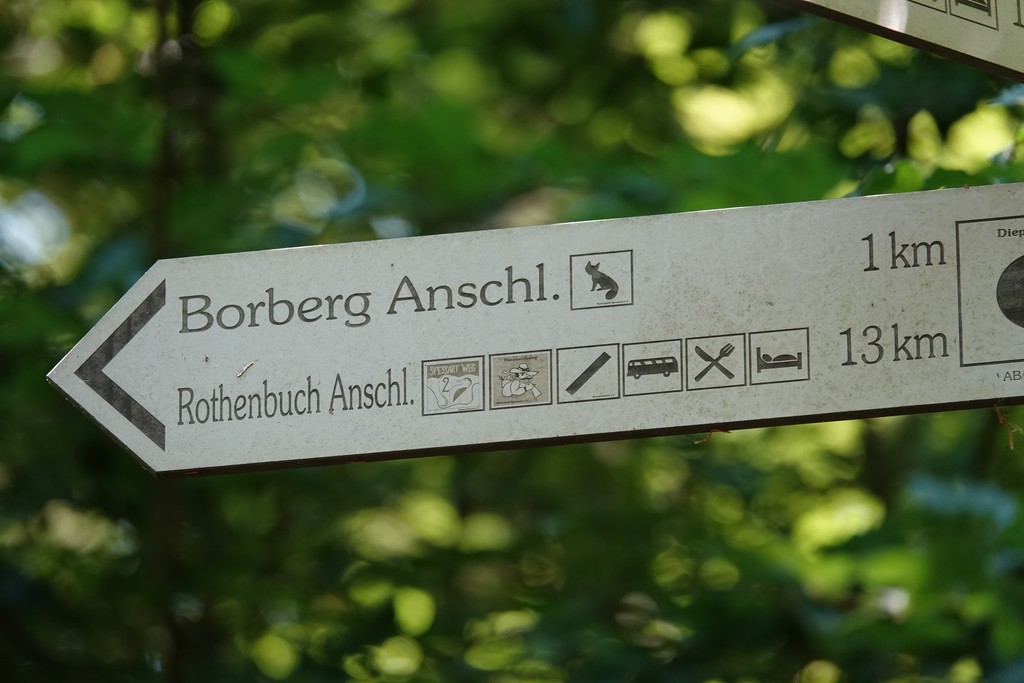 Borberg Anschl. 1 km
Rothenbuch Anschl. 13 km
SPESSART WEG
2